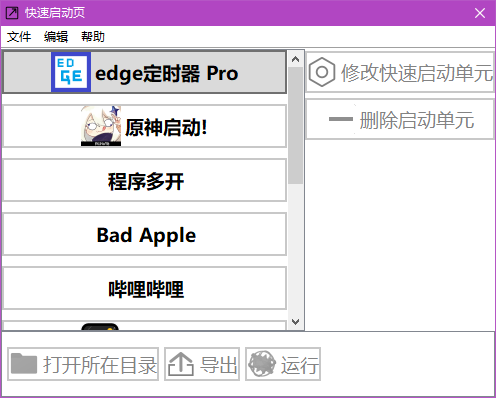 快速启动页
文件 编辑 帮助
EDGE edge定时器 Pro
原神启动!
程序多开
Bad Apple
哔哩哔哩
修改快速启动单元
删除启动单元
打开所在目录 导出 运行